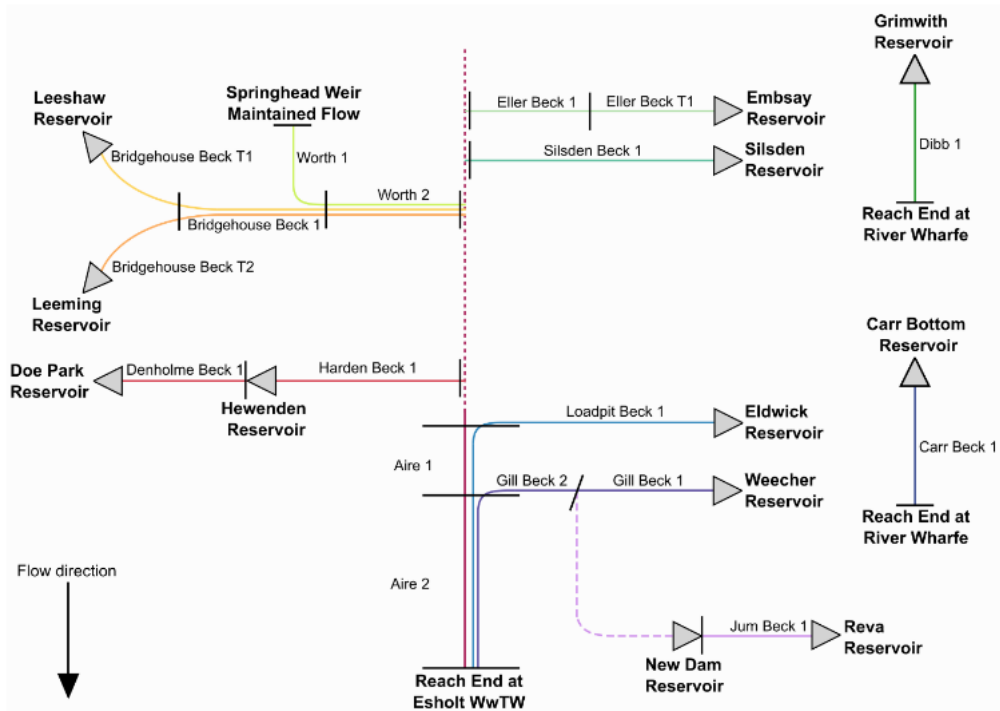 Grimwith
Reservoir
Leeshaw
Reservoir
Springhead Weir
Maintained Flow
Eller Beck 1
Eller Beck T1
Embsay
Reservoir
Bridgehouse Beck T1
Worth 1
Silsden Beck 1
Silsden
Reservoir
Dibb 1
Worth 2
Bridgehouse Beck 1
Reach End at
River Wharfe
Bridgehouse Beck T2
Leeming
Reservoir
Carr Bottom
Reservoir
Doe Park
Reservoir
Denholme Beck 1
Harden Beck 1
Hewenden
Reservoir
Loadpit Beck 1
Eldwick
Reservoir
Carr Beck 1
Aire 1
Gill Beck 2
Gill Beck 1
Weecher
Reservoir
Reach End at
River Wharfe
Flow direction
Aire 2
Jum Beck 1
Reva
Reservoir
New Dam
Reservoir
Reach End at
Esholt WwTW